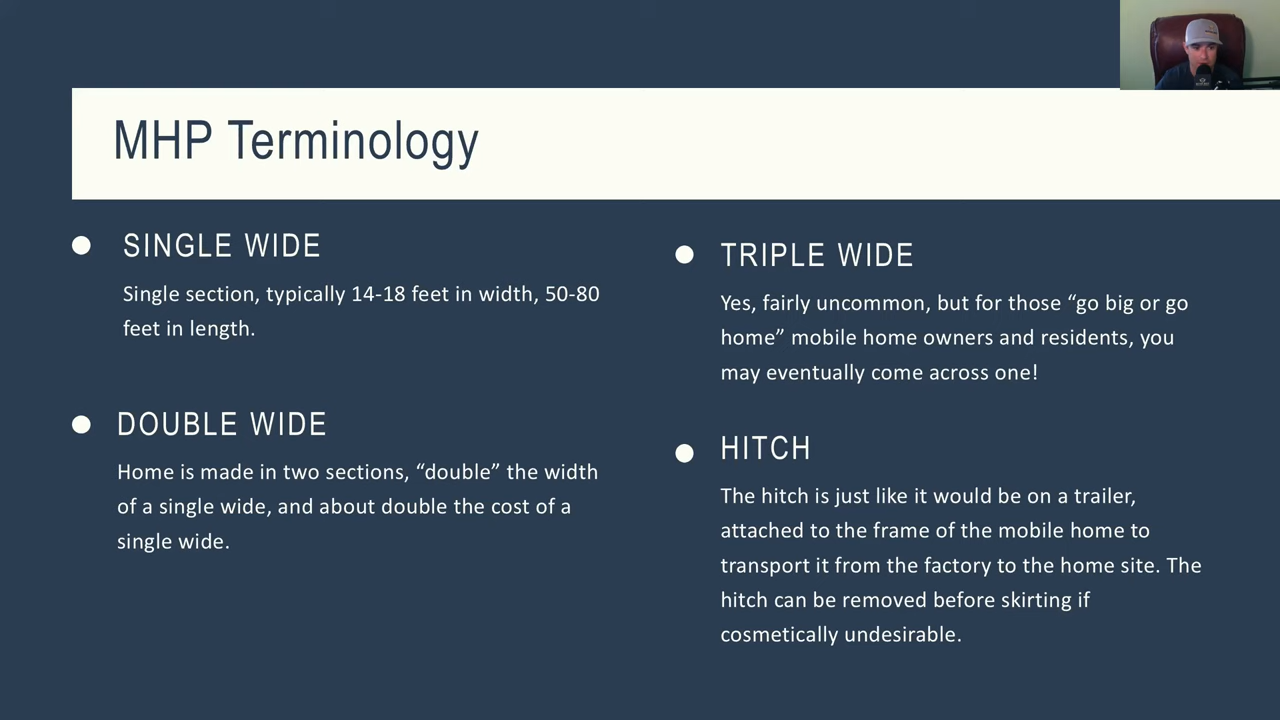 MHP Terminology
SINGLE WIDE
Single section, typically 14-18 feet in width, 50-80
feet in length.
DOUBLE WIDE
Home is made in two sections, “double” the width
of a single wide, and about double the cost of a
single wide.
TRIPLE WIDE
Yes, fairly uncommon, but for those “go big or go
home” mobile home owners and residents, you
may eventually come across one!
HITCH
The hitch is just like it would be on a trailer,
attached to the frame of the mobile home to
transport it from the factory to the home site. The
hitch can be removed before skirting if
cosmetically undesirable.